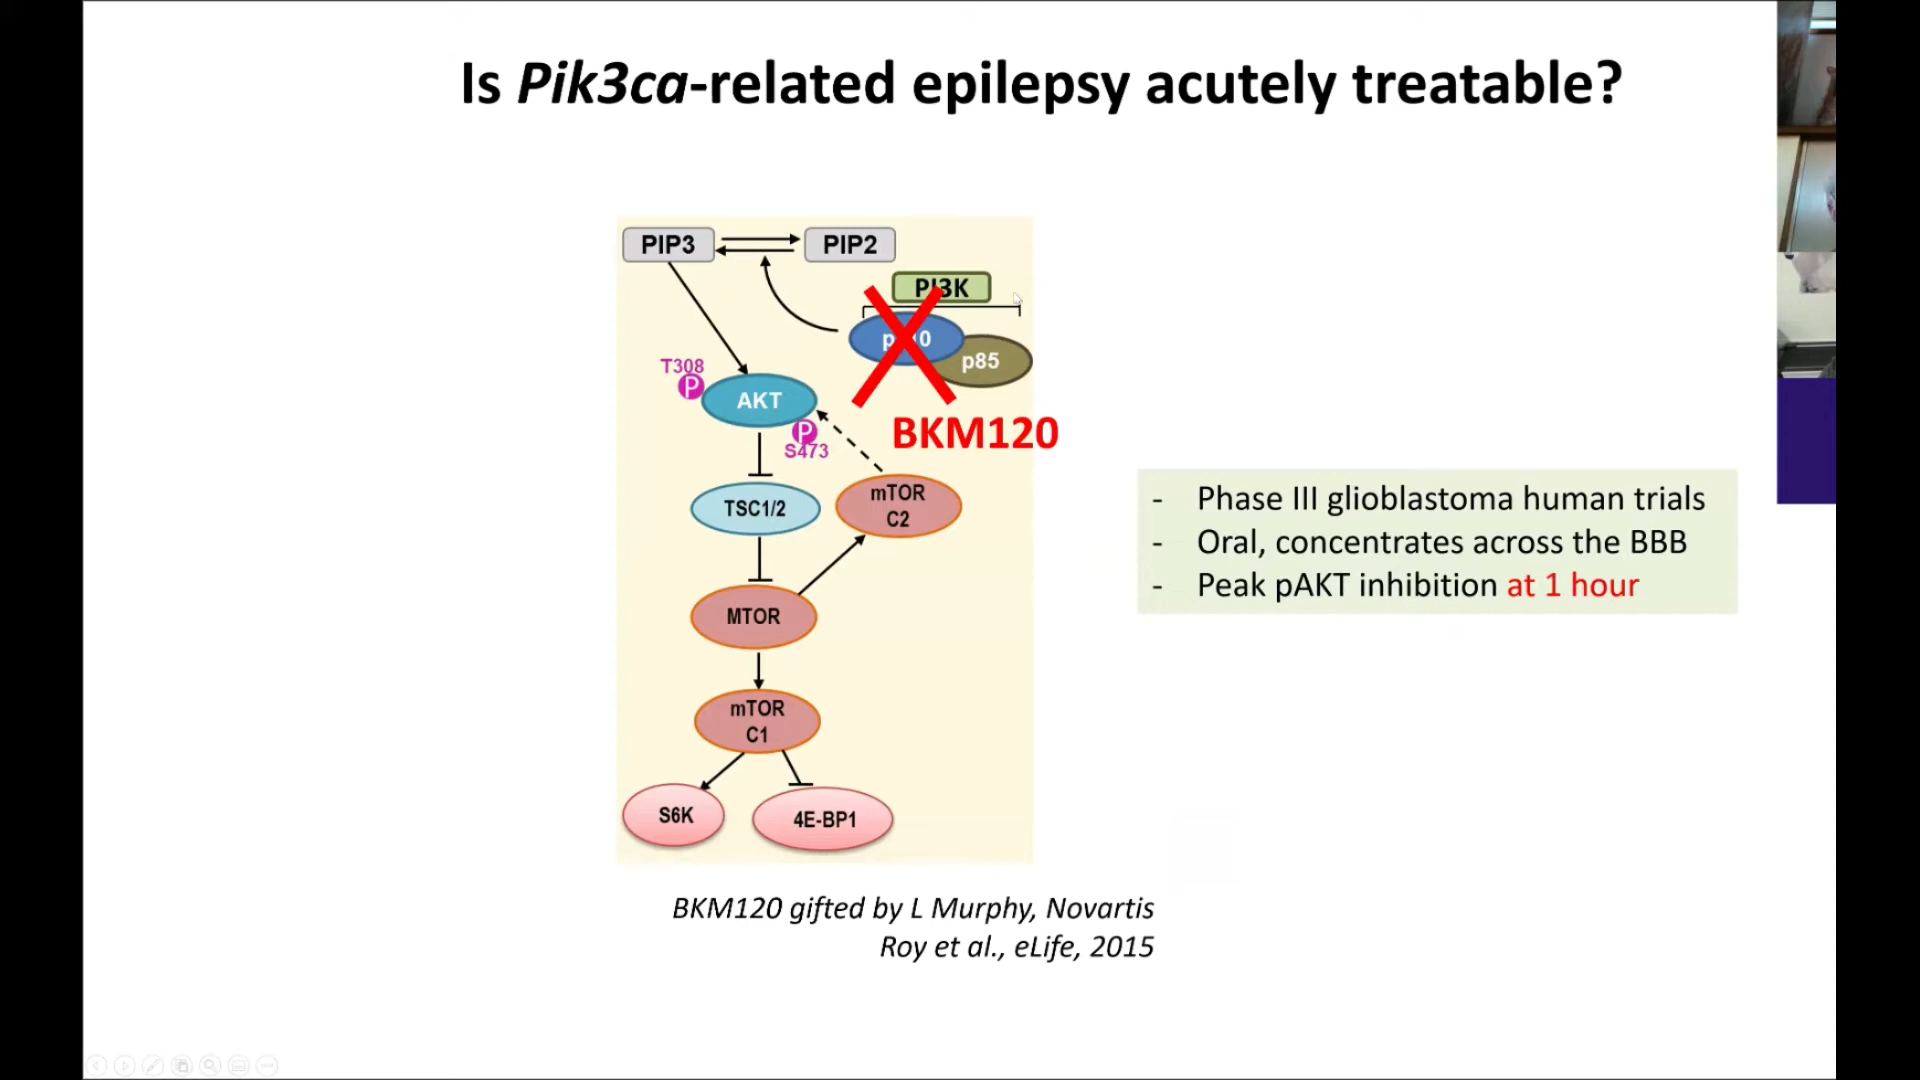 Is Pik3ca-related epilepsy acutely treatable?
PIP3
PIP2
PI3K
p110
p85
T308
P
AKT
P
S473
BKM120
TSC1/2
mTOR
C2
MTOR
mTOR
C1
S6K
4E-BP1
- Phase III glioblastoma human trials
- Oral, concentrates across the BBB
- Peak pAKT inhibition at 1 hour
BKM120 gifted by L Murphy, Novartis
Roy et al., eLife, 2015